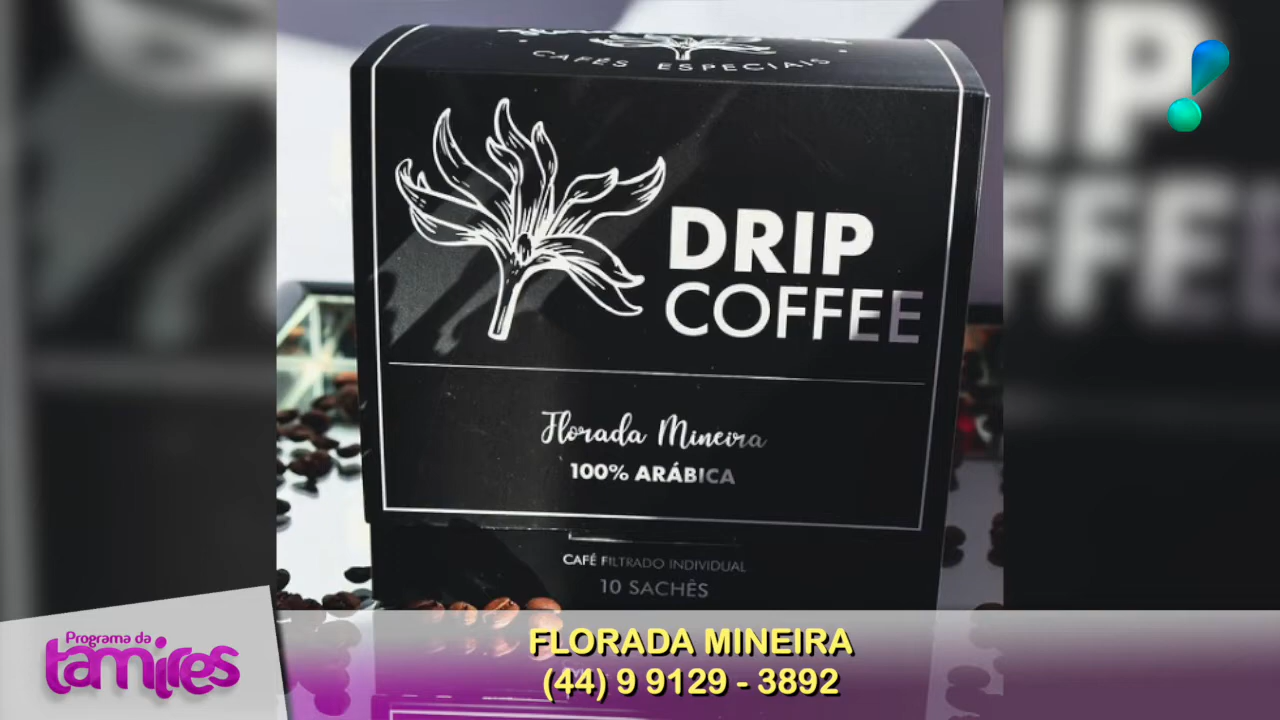 CAFÉS ESPECIAIS
DRIP
COFFEE
Florada Mineira
100% ARÁBICA
CAFÉ FILTRADO INDIVIDUAL
10 SACHÊS
Programa da
tamires
FLORADA MINEIRA
(44) 9 9129 - 3892